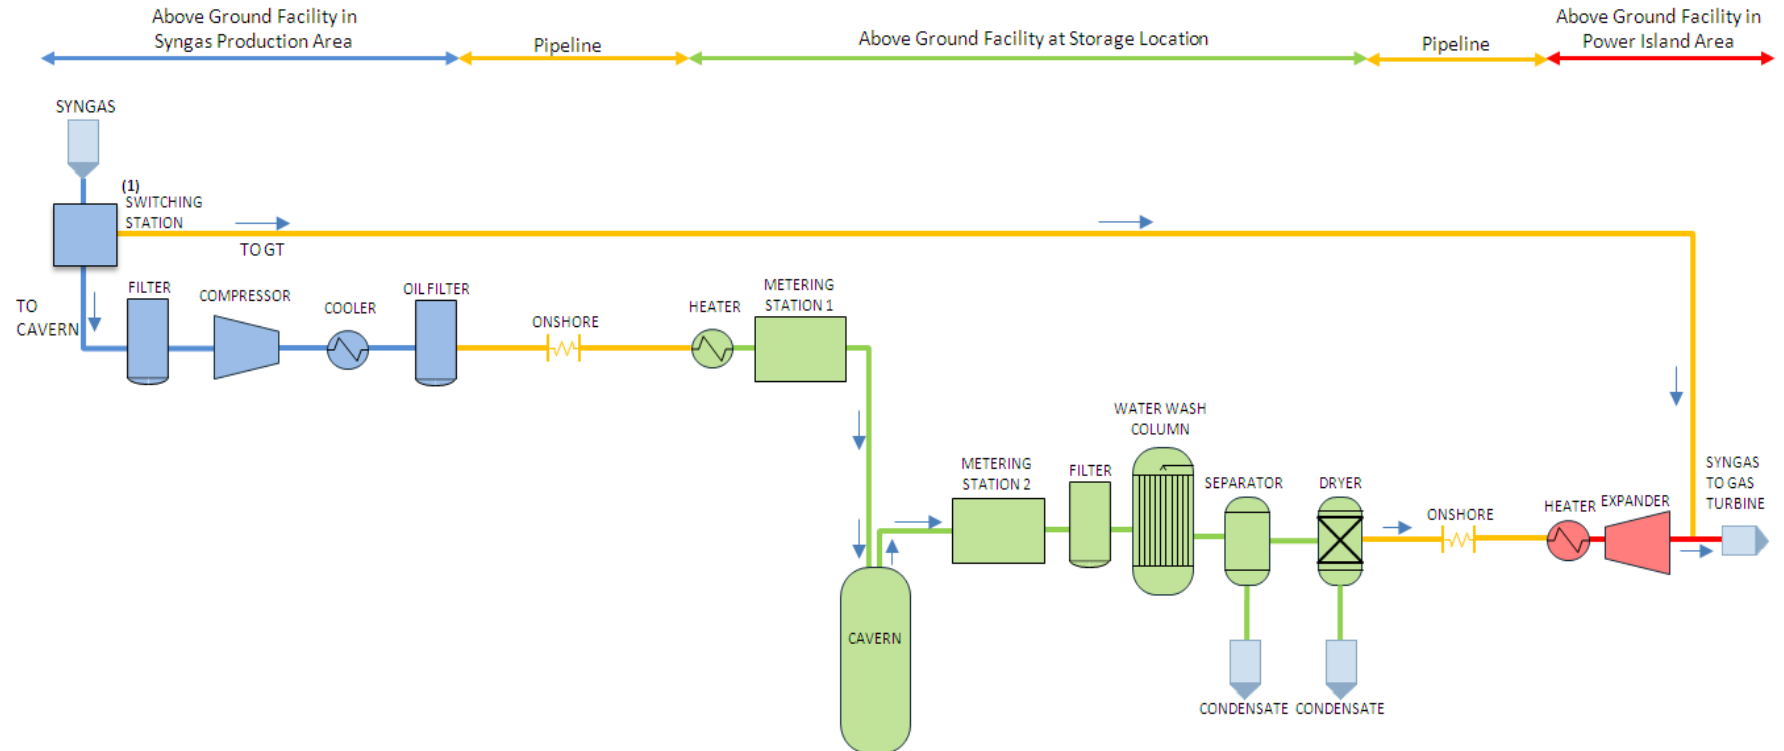 Above Ground Facility in
Syngas Production Area
Pipeline
Above Ground Facility at Storage Location
Pipeline
Above Ground Facility in
Power Island Area
SYNGAS
(1)
SWITCHING
STATION
TO GT
TO
CAVERN
FILTER
COMPRESSOR
COOLER
OIL FILTER
ONSHORE
HEATER
METERING
STATION 1
CAVERN
METERING
STATION 2
FILTER
WATER WASH
COLUMN
SEPARATOR
DRYER
CONDENSATE
CONDENSATE
ONSHORE
HEATER
EXPANDER
SYNGAS
TO GAS
TURBINE